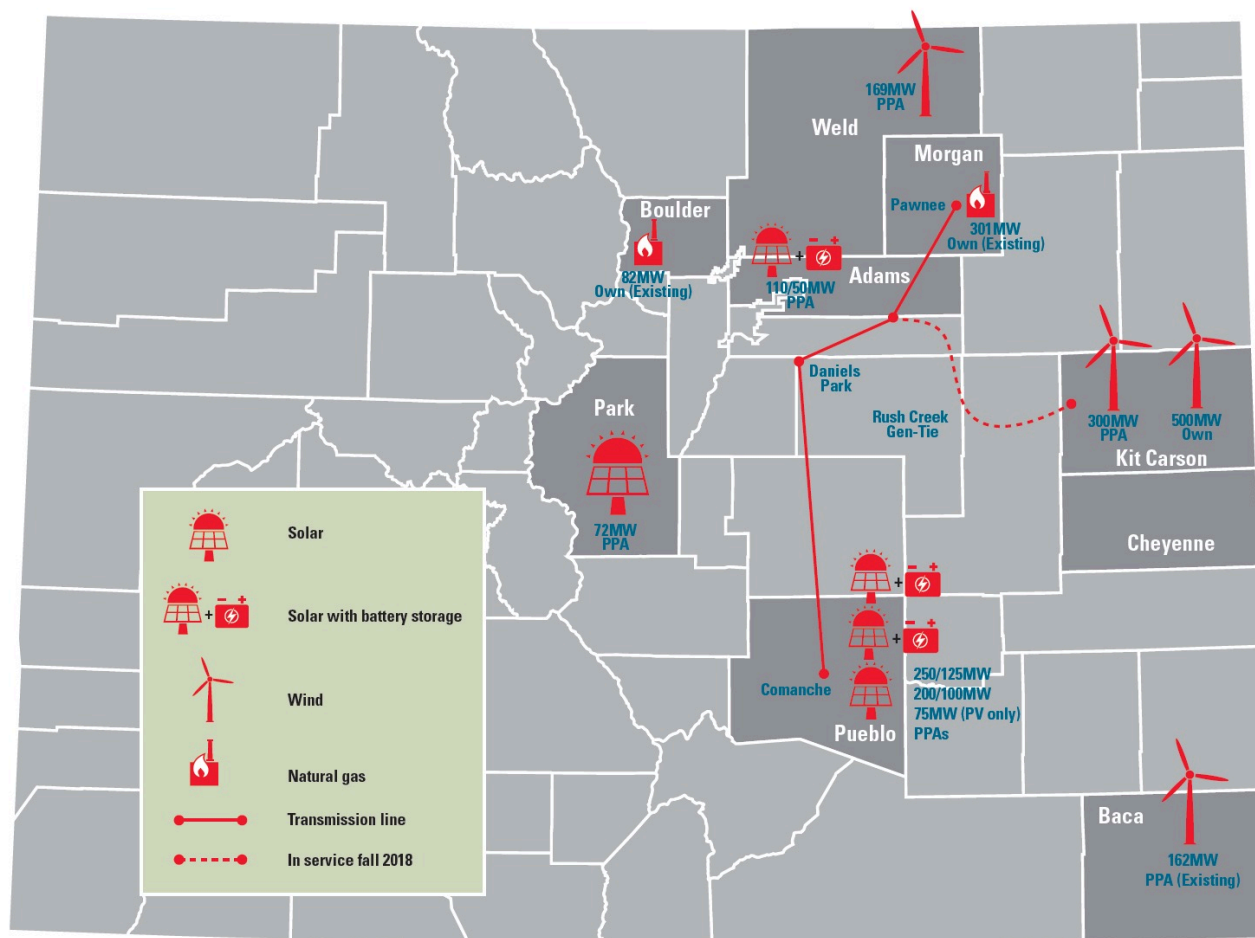 169MW
PPA
Weld
Morgan
Pawnee
301MW
Own (Existing)
Boulder
82MW
Own (Existing)
+
Adams
110/50MW
PPA
Daniels
Park
Rush Creek
Gen-Tie
300MW
PPA
500MW
Own
Kit Carson
Park
72MW
PPA
Cheyenne
+
+
Comanche
250/125MW
200/100MW
75MW (PV only)
PPAs
Pueblo
Baca
162MW
PPA (Existing)
Solar
+
Solar with battery storage
Wind
Natural gas
Transmission line
In service fall 2018